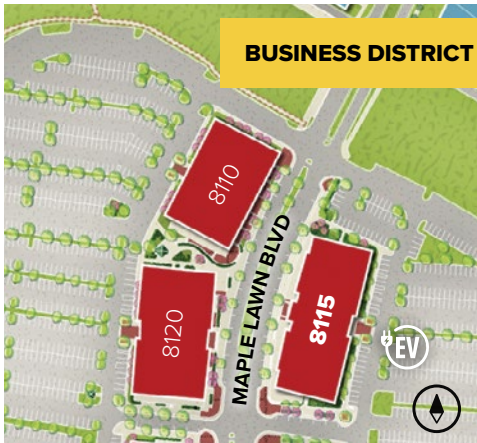 BUSINESS DISTRICT
8110
MAPLE LAWN BLVD
8115
8120
EV